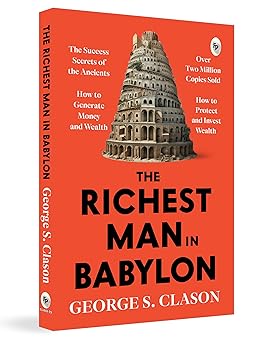 THE RICHEST MAN IN BABYLON
George S. Clason
The Success
Secrets of the
Ancients
How to
Generate
Money and Wealth
Over
Two Million
Copies Sold
How to
Protect
and Invest
Wealth
THE
RICHEST
MAN IN
BABYLON
GEORGE S. CLASON